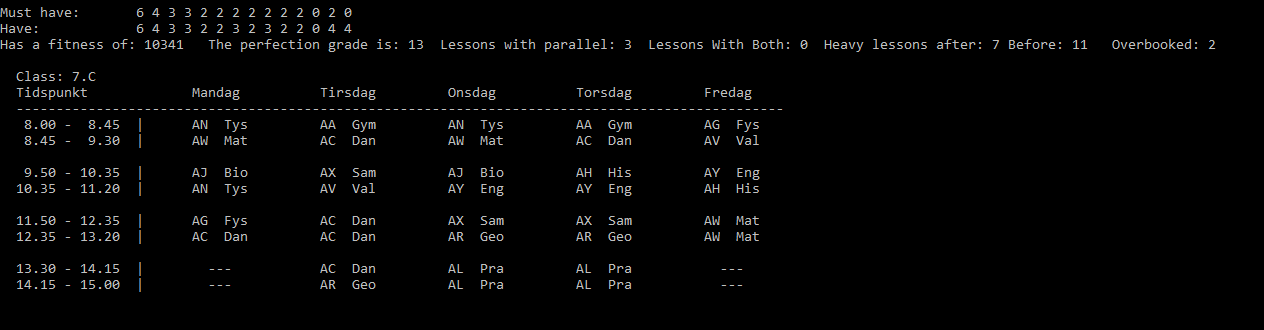 Must have:       6 4 3 3 2 2 2 2 2 2 2 0 2 0
Have:            6 4 3 3 2 2 3 2 3 2 2 0 4 4
Has a fitness of: 10341   The perfection grade is: 13  Lessons with parallel: 3  Lessons With Both: 0  Heavy lessons after: 7 Before: 11   Overbooked: 2
Class: 7.C
Tidspunkt             Mandag          Tirsdag         Onsdag          Torsdag         Fredag
------------------------------------------------------------------------------------------------
8.00 -  8.45  |      AN  Tys         AA  Gym         AN  Tys         AA  Gym         AG  Fys
8.45 -  9.30  |      AW  Mat         AC  Dan         AW  Mat         AC  Dan         AV  Val
9.50 - 10.35  |      AJ  Bio         AX  Sam         AJ  Bio         AH  His         AY  Eng
10.35 - 11.20  |      AN  Tys         AV  Val         AY  Eng         AY  Eng         AH  His
11.50 - 12.35  |      AG  Fys         AC  Dan         AX  Sam         AX  Sam         AW  Mat
12.35 - 13.20  |      AC  Dan         AC  Dan         AR  Geo         AR  Geo         AW  Mat
13.30 - 14.15  |        ---           AC  Dan         AL  Pra         AL  Pra           ---
14.15 - 15.00  |        ---           AR  Geo         AL  Pra         AL  Pra           ---